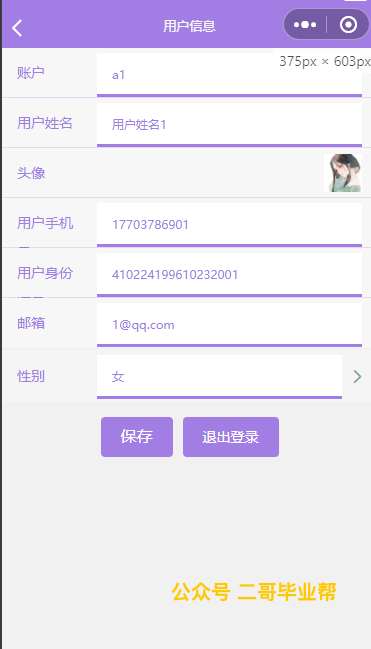 用户信息
375px × 603px
账户 a1
用户姓名 用户姓名1
头像
用户手机 17703786901
用户身份 410224199610232001
邮箱 1@qq.com
性别 女
保存 退出登录
公众号 二哥毕业帮